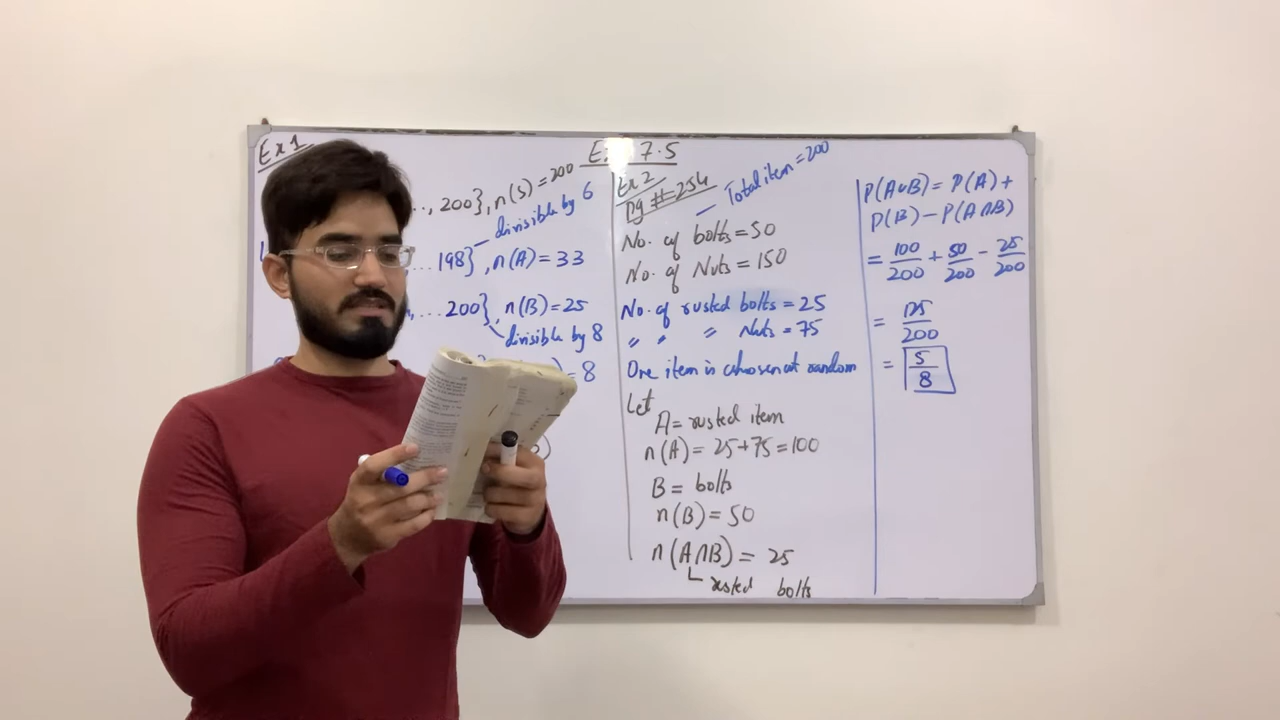 Ex 1
Ex 7.5
..., 200}, n(S) = 200
divisible by 6
... 198}, n(A) = 33
,... 200}, n(B) = 25
divisible by 8
) = 8
Ex 2
Pg # 254
Total item = 200
No. of bolts = 50
No. of Nuts = 150
No. of rusted bolts = 25
" " " Nuts = 75
One item is choosen at random
Let
A = rusted item
n(A) = 25+75 = 100
B = bolts
n(B) = 50
n(A∩B) = 25
rusted bolts
P(A∪B) = P(A) +
P(B) - P(A∩B)
= 100/200 + 50/200 - 25/200
= 125/200
= 5/8